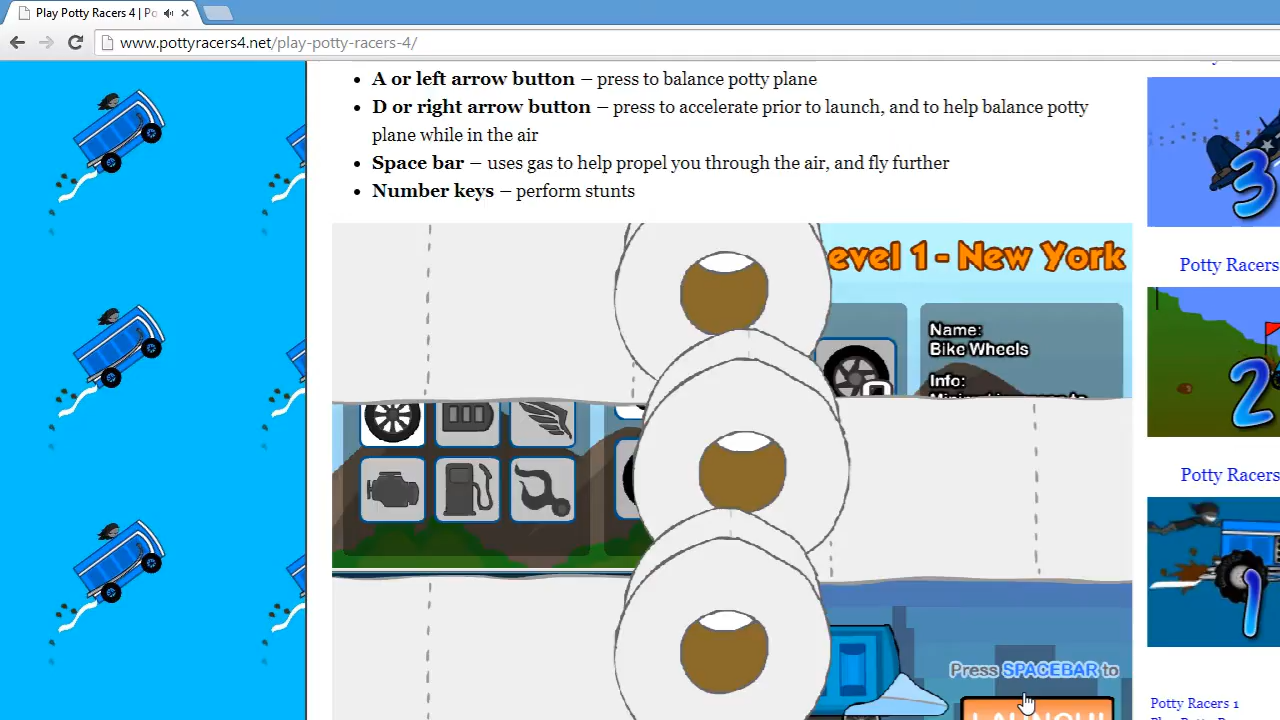 Play Potty Racers 4 | Po
www.pottyracers4.net/play-potty-racers-4/
• A or left arrow button – press to balance potty plane
• D or right arrow button – press to accelerate prior to launch, and to help balance potty
plane while in the air
• Space bar – uses gas to help propel you through the air, and fly further
• Number keys – perform stunts
evel 1 - New York
Name:
Bike Wheels
Info:
Press SPACEBAR to
LAUNCH!
3
Potty Racers
2
Potty Racers
1
Potty Racers 1